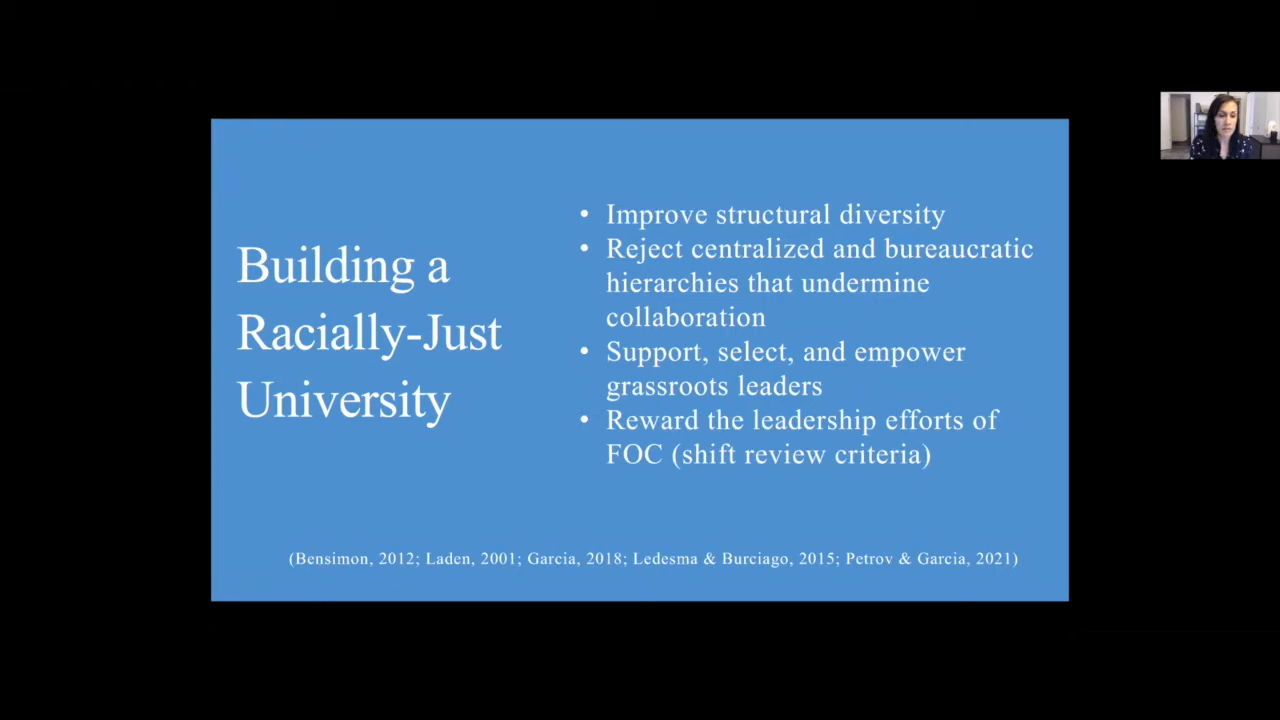 Building a
Racially-Just
University
• Improve structural diversity
• Reject centralized and bureaucratic
hierarchies that undermine
collaboration
• Support, select, and empower
grassroots leaders
• Reward the leadership efforts of
FOC (shift review criteria)
(Bensimon, 2012; Laden, 2001; Garcia, 2018; Ledesma & Burciago, 2015; Petrov & Garcia, 2021)